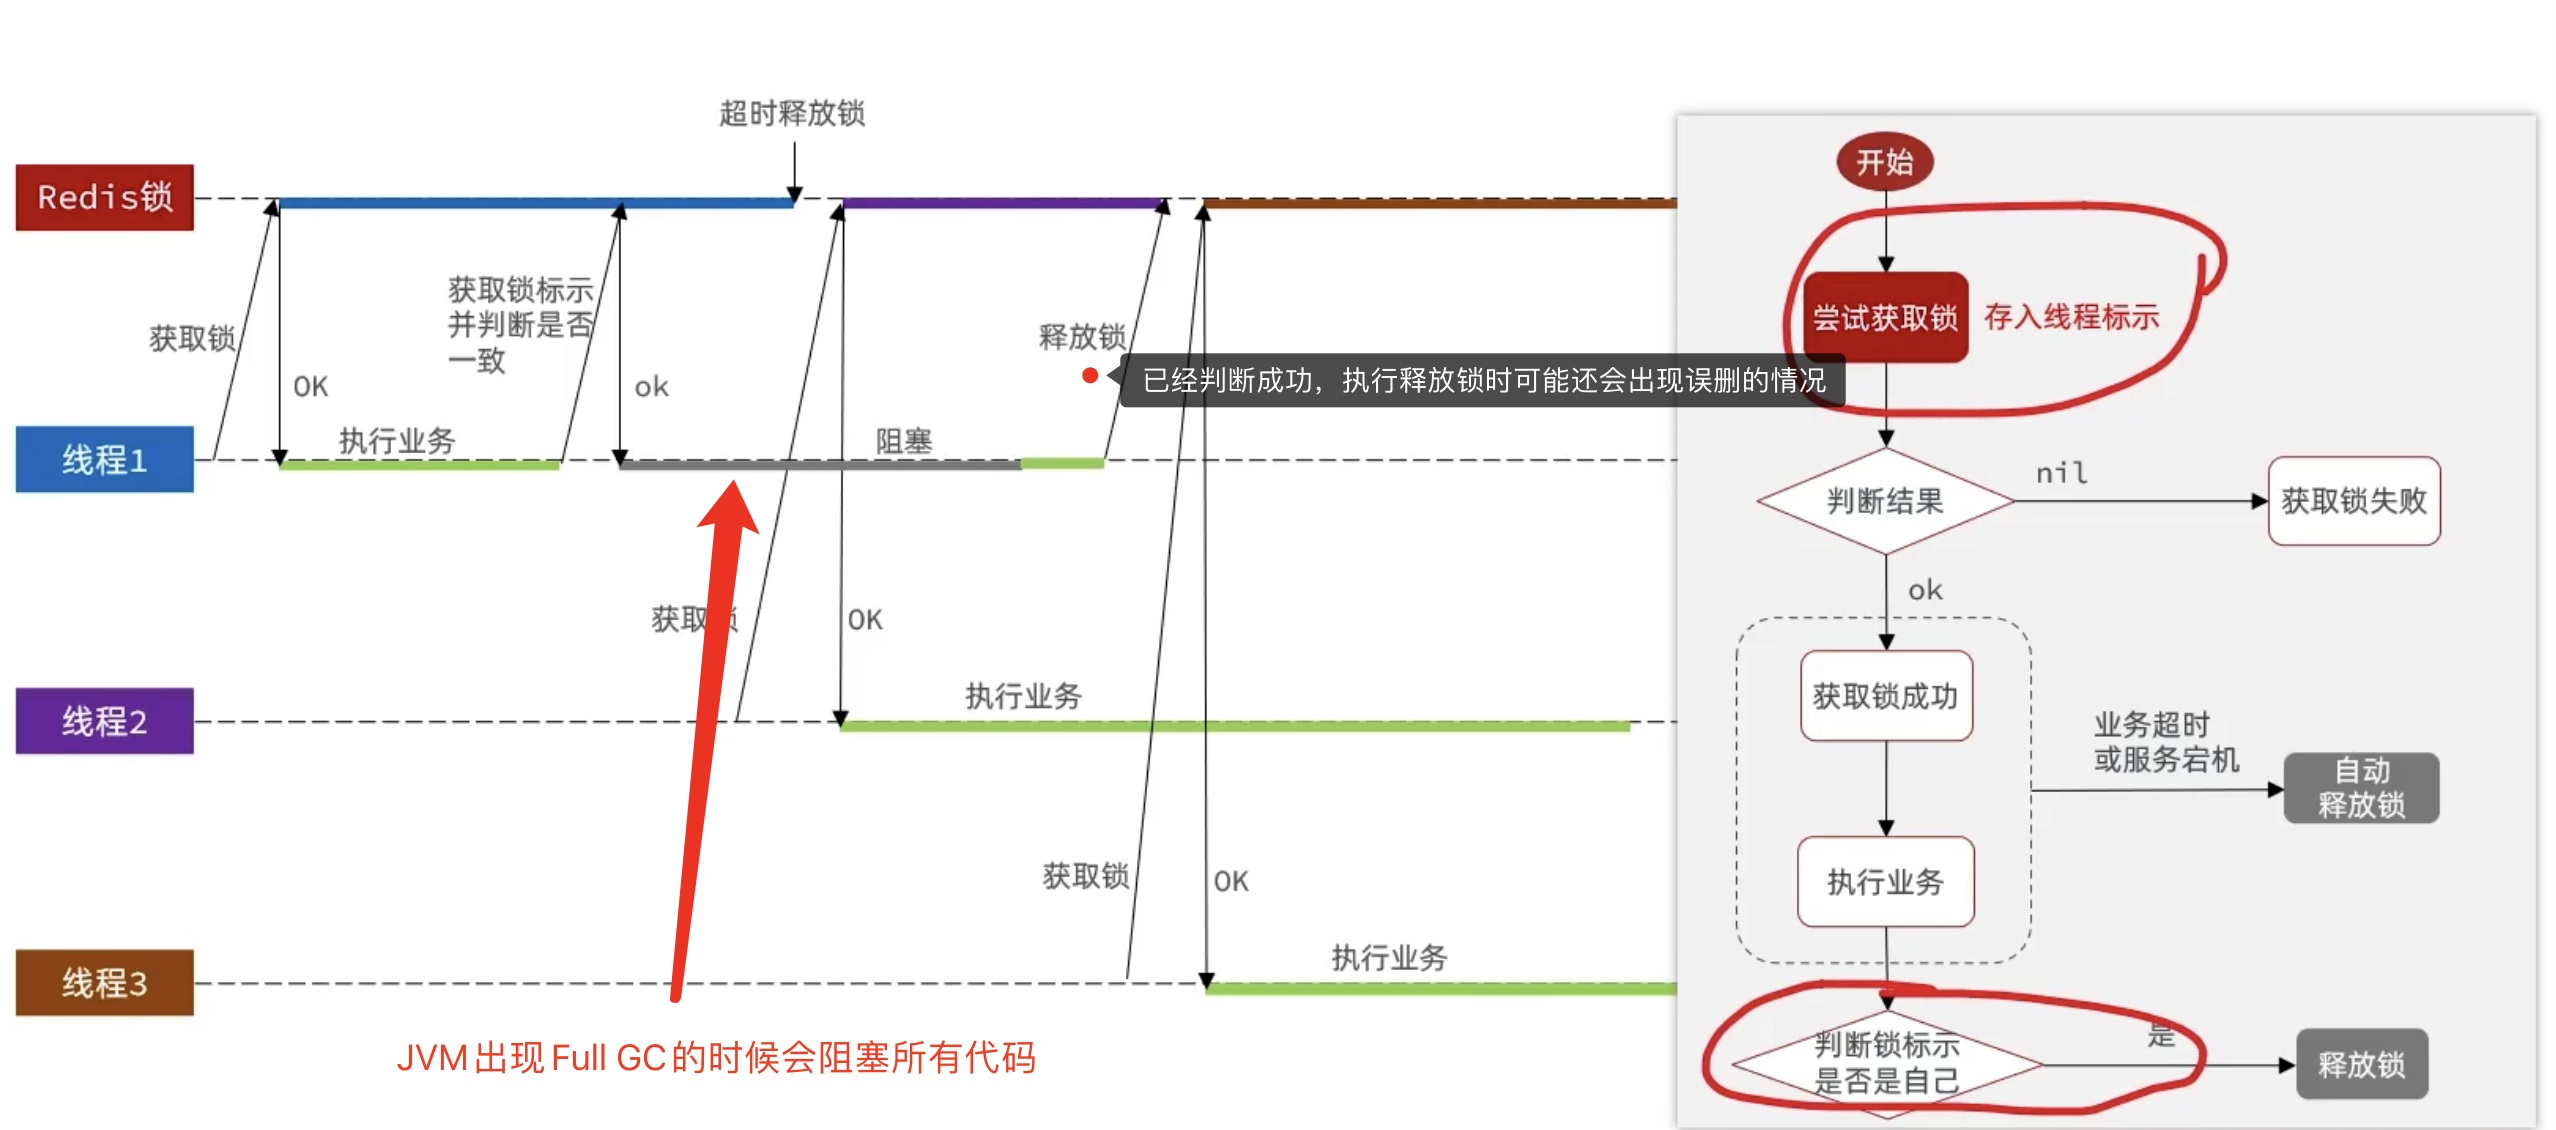 超时释放锁
Redis锁
获取锁
OK
获取锁标示
并判断是否
一致
ok
释放锁
已经判断成功，执行释放锁时可能还会出现误删的情况
线程1
执行业务
阻塞
获取锁
OK
线程2
执行业务
获取锁
OK
线程3
执行业务
JVM出现Full GC的时候会阻塞所有代码
开始
尝试获取锁
存入线程标示
判断结果
nil
获取锁失败
ok
获取锁成功
执行业务
业务超时
或服务宕机
自动
释放锁
判断锁标示
是否是自己
是
释放锁